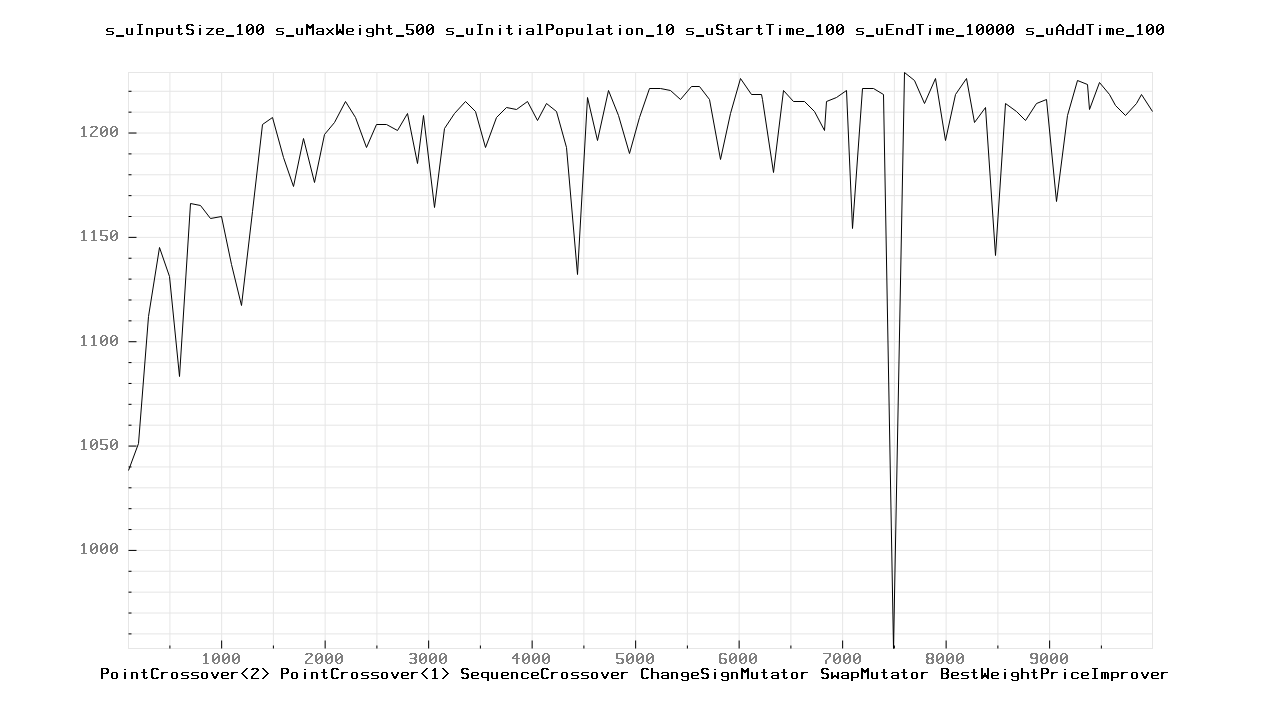 s_uInputSize_100 s_uMaxWeight_500 s_uInitialPopulation_10 s_uStartTime_100 s_uEndTime_10000 s_uAddTime_100
1200
1150
1100
1050
1000
1000 2000 3000 4000 5000 6000 7000 8000 9000
PointCrossover<2> PointCrossover<1> SequenceCrossover ChangeSignMutator SwapMutator BestWeightPriceImprover